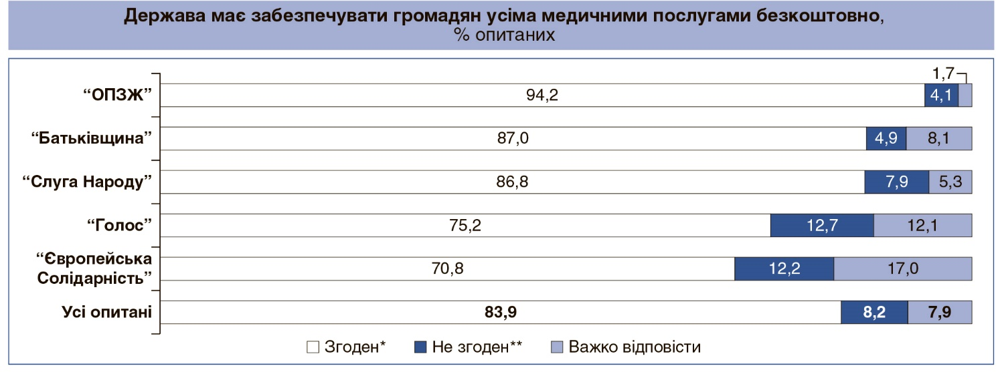 Держава має забезпечувати громадян усіма медичними послугами безкоштовно,
% опитаних
1,7
“ОПЗЖ” 94,2 4,1
“Батьківщина” 87,0 4,9 8,1
“Слуга Народу” 86,8 7,9 5,3
“Голос” 75,2 12,7 12,1
“Європейська
Солідарність” 70,8 12,2 17,0
Усі опитані 83,9 8,2 7,9
Згоден* Не згоден** Важко відповісти